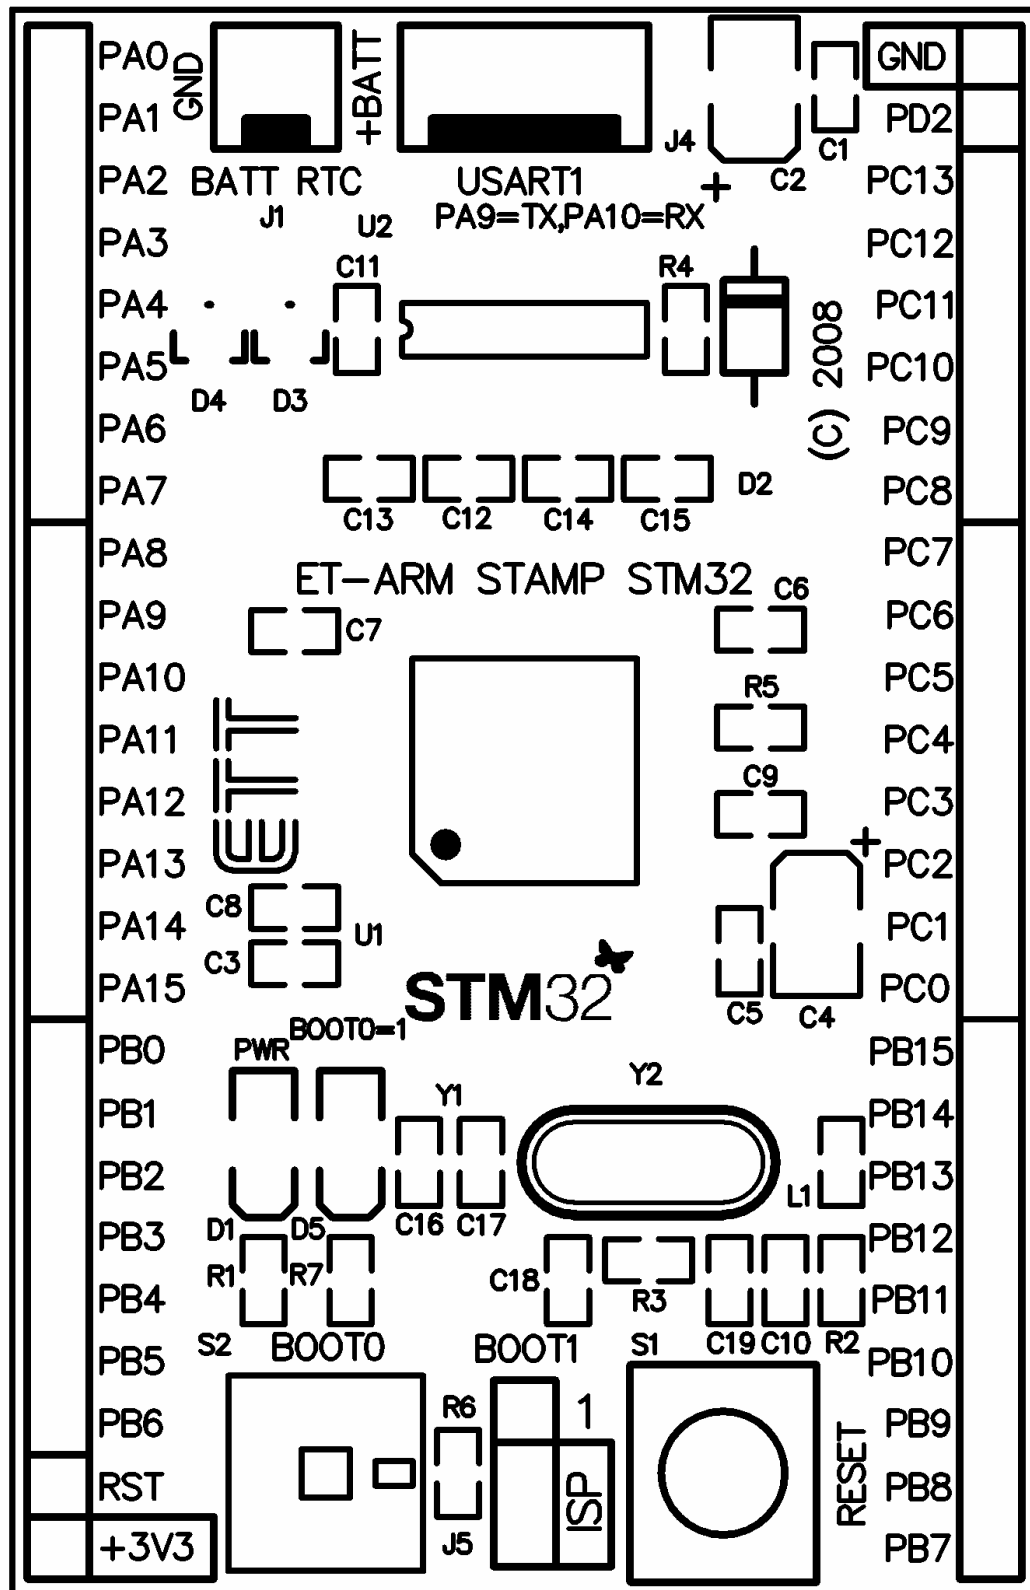 PA0
GND
+BATT
GND
PA1
J4
C1
PD2
PA2
BATT RTC
USART1
C2
PC13
J1
U2
PA9=TX,PA10=RX
+
PA3
PC12
C11
R4
PA4
PC11
PA5
(C) 2008
PC10
D4
D3
PA6
PC9
PA7
D2
PC8
C13
C12
C14
C15
PA8
PC7
ET-ARM STAMP STM32
C6
PA9
C7
PC6
PA10
R5
PC5
PA11
PC4
ETT
PA12
C9
PC3
PA13
+
PC2
C8
PA14
U1
PC1
C3
PA15
STM32
PC0
C5
C4
BOOT0=1
PB0
PWR
Y2
PB15
PB1
Y1
PB14
PB2
L1
PB13
PB3
D1
D5
C16
C17
PB12
R1
R7
C18
R3
PB4
PB11
S2
BOOT0
BOOT1
S1
C19
C10
R2
PB5
PB10
R6
1
PB6
PB9
RST
ISP
RESET
PB8
+3V3
J5
PB7